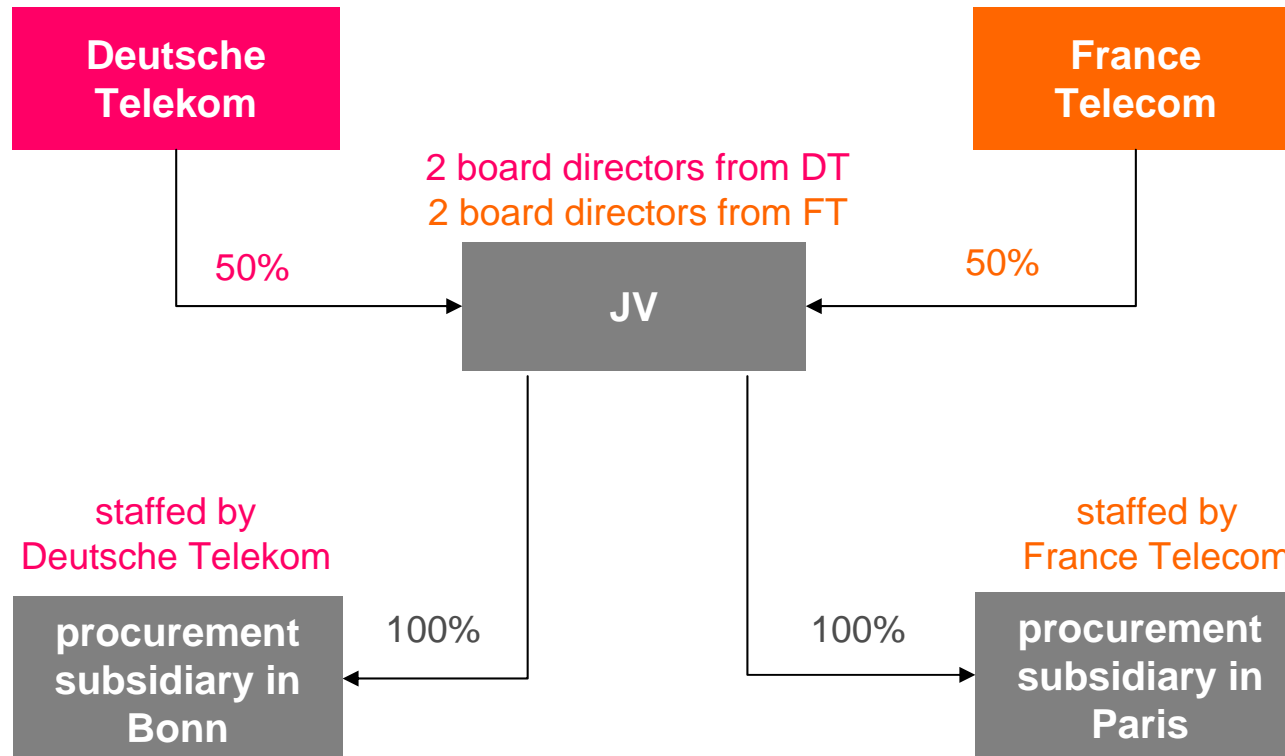 Deutsche
Telekom
France
Telecom
2 board directors from DT
2 board directors from FT
50%
50%
JV
staffed by
Deutsche Telekom
staffed by
France Telecom
100%
100%
procurement
subsidiary in
Bonn
procurement
subsidiary in
Paris